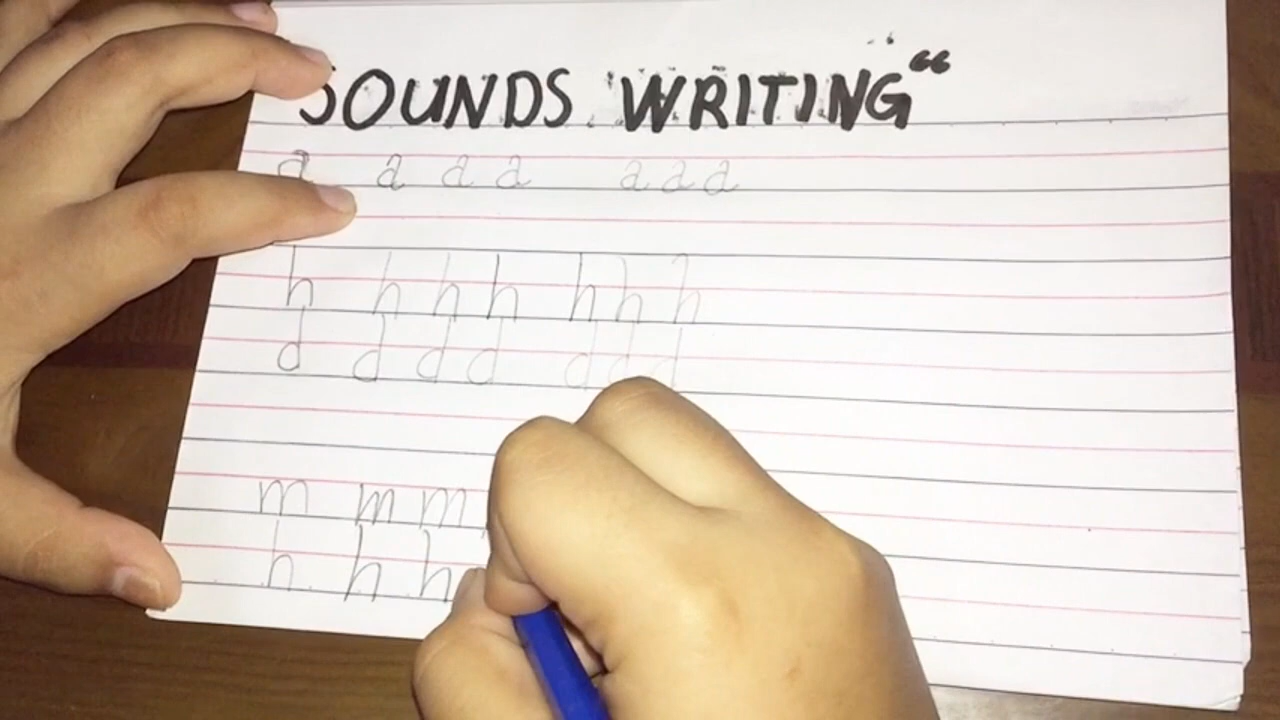 SOUNDS WRITING“
a a a a a a a
h h h h h h h
d d d d d d d
m m m
h h h